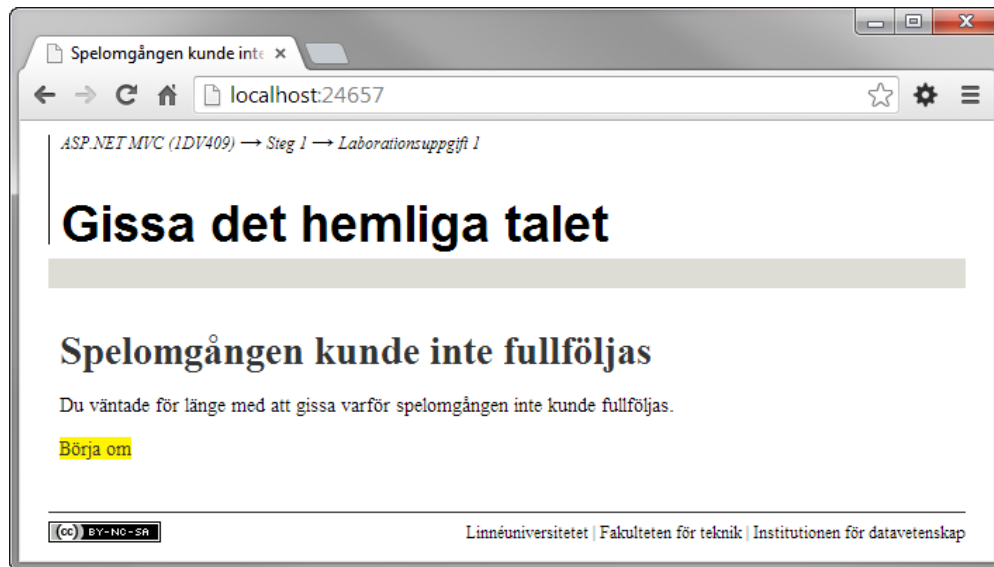 Spelomgången kunde inte
localhost:24657
ASP.NET MVC (1DV409) → Steg 1 → Laborationsuppgift 1
Gissa det hemliga talet
Spelomgången kunde inte fullföljas
Du väntade för länge med att gissa varför spelomgången inte kunde fullföljas.
Börja om
(cc) BY-NC-SA
Linnéuniversitetet | Fakulteten för teknik | Institutionen för datavetenskap